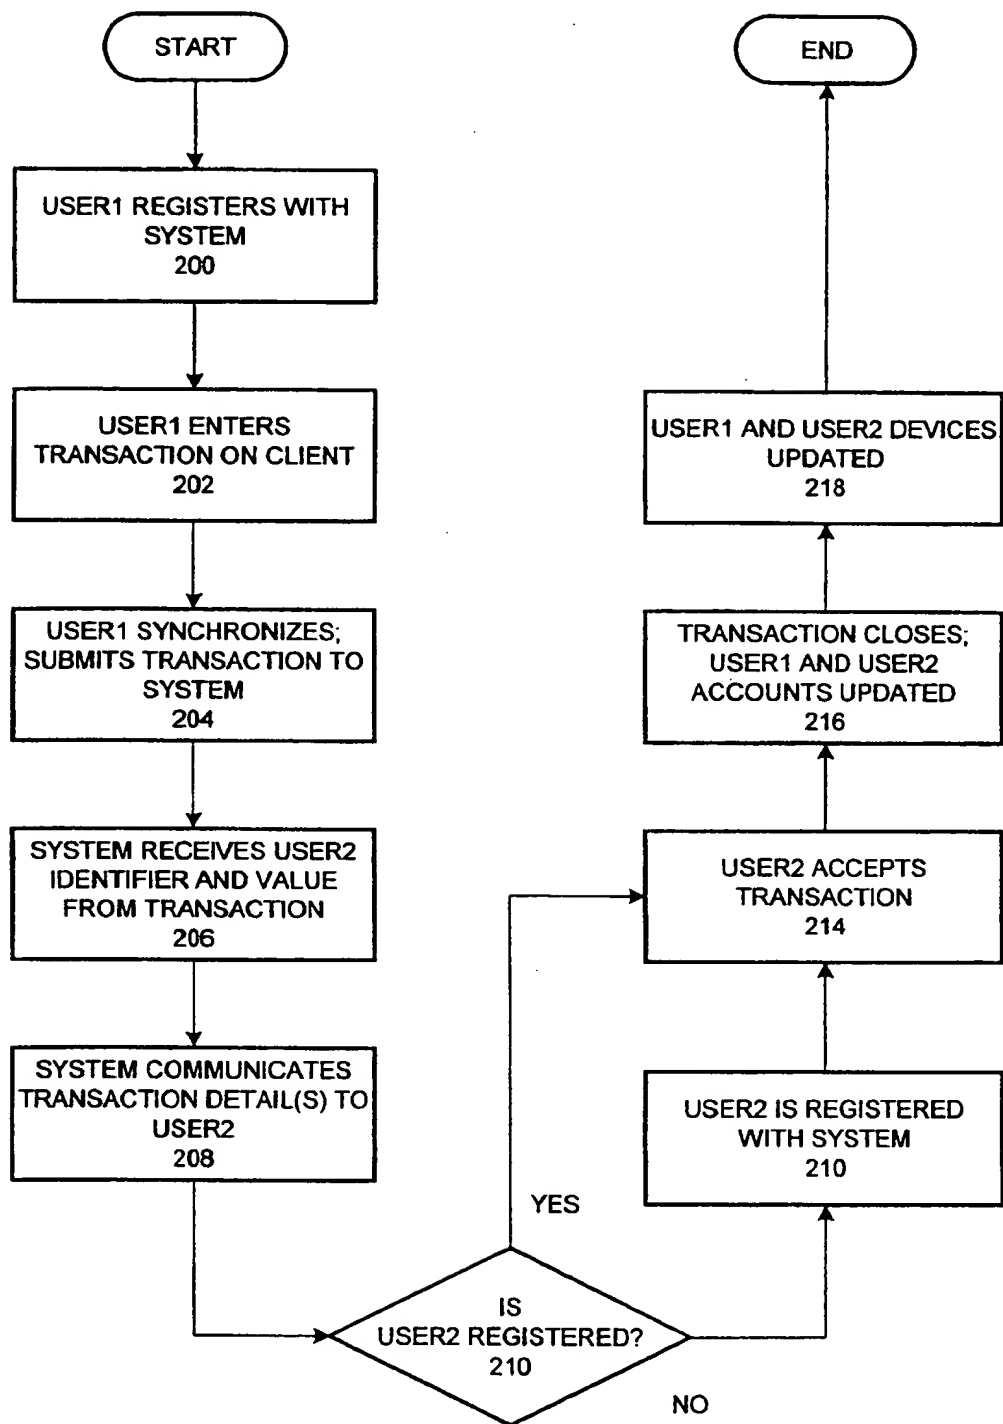 START
USER1 REGISTERS WITH
SYSTEM
200
USER1 ENTERS
TRANSACTION ON CLIENT
202
USER1 SYNCHRONIZES;
SUBMITS TRANSACTION TO
SYSTEM
204
SYSTEM RECEIVES USER2
IDENTIFIER AND VALUE
FROM TRANSACTION
206
SYSTEM COMMUNICATES
TRANSACTION DETAIL(S) TO
USER2
208
IS
USER2 REGISTERED?
210
YES
NO
USER2 IS REGISTERED
WITH SYSTEM
210
USER2 ACCEPTS
TRANSACTION
214
TRANSACTION CLOSES;
USER1 AND USER2
ACCOUNTS UPDATED
216
USER1 AND USER2 DEVICES
UPDATED
218
END